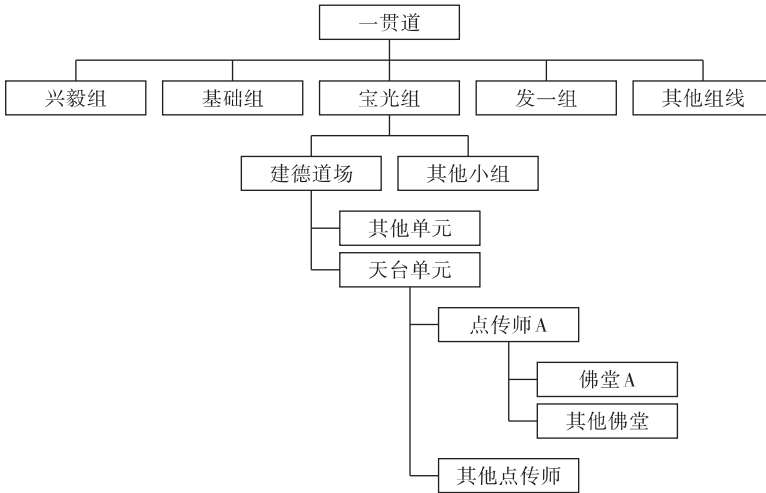 一贯道
兴毅组
基础组
宝光组
发一组
其他组线
建德道场
其他小组
其他单元
天台单元
点传师A
佛堂A
其他佛堂
其他点传师